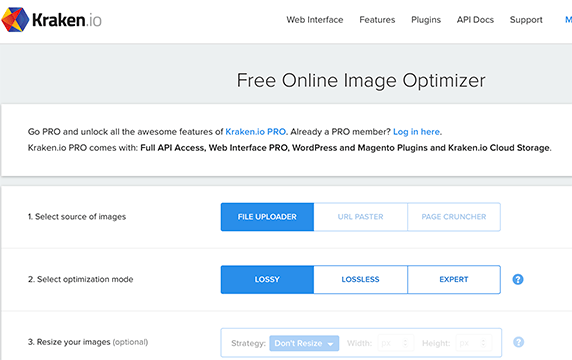 Kraken.io
Web Interface Features Plugins API Docs Support M
Free Online Image Optimizer
Go PRO and unlock all the awesome features of Kraken.io PRO. Already a PRO member? Log in here.
Kraken.io PRO comes with: Full API Access, Web Interface PRO, WordPress and Magento Plugins and Kraken.io Cloud Storage.
1. Select source of images
FILE UPLOADER URL PASTER PAGE CRUNCHER
2. Select optimization mode
LOSSY LOSSLESS EXPERT ?
3. Resize your images (optional)
Strategy: Don't Resize Width: Height: ?